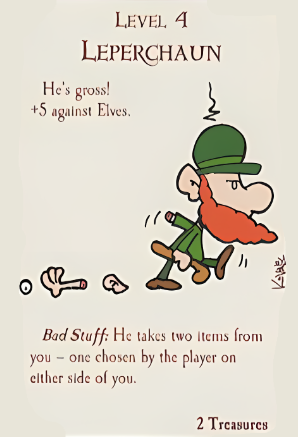 Level 4
Leperchaun
He's gross!
+5 against Elves.
Bad Stuff: He takes two items from
you – one chosen by the player on
either side of you.
2 Treasures